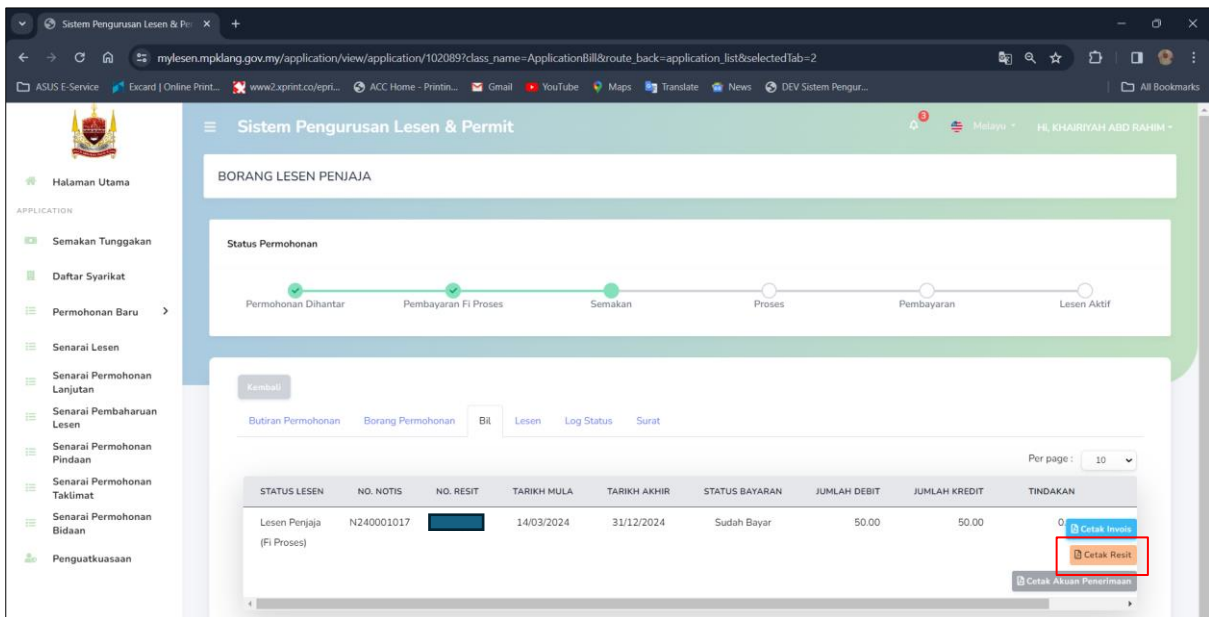 Sistem Pengurusan Lesen & Per
mylesen.mpklang.gov.my/application/view/application/102089?class_name=ApplicationBill&route_back=application_list&selectedTab=2
ASUS E-Service
Excard | Online Print...
www2.xprint.co/epri...
ACC Home - Printin...
Gmail
YouTube
Maps
Translate
News
DEV Sistem Pengur...
All Bookmarks
Sistem Pengurusan Lesen & Permit
3
Melayu
HI, KHAIRIYAH ABD RAHIM
Halaman Utama
APPLICATION
Semakan Tunggakan
Daftar Syarikat
Permohonan Baru
Senarai Lesen
Senarai Permohonan
Lanjutan
Senarai Pembaharuan
Lesen
Senarai Permohonan
Pindaan
Senarai Permohonan
Taklimat
Senarai Permohonan
Bidaan
Penguatkuasaan
BORANG LESEN PENJAJA
Status Permohonan
Permohonan Dihantar
Pembayaran Fi Proses
Semakan
Proses
Pembayaran
Lesen Aktif
Kembali
Butiran Permohonan
Borang Permohonan
Bil
Lesen
Log Status
Surat
Per page :
10
STATUS LESEN NO. NOTIS NO. RESIT TARIKH MULA TARIKH AKHIR STATUS BAYARAN JUMLAH DEBIT JUMLAH KREDIT TINDAKAN
Lesen Penjaja N240001017 14/03/2024 31/12/2024 Sudah Bayar 50.00 50.00
(Fi Proses)
Cetak Invois
Cetak Resit
Cetak Akuan Penerimaan